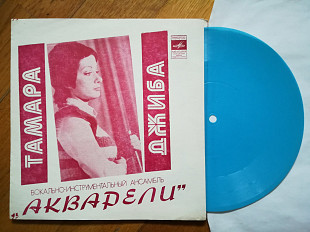 ТАМАРА
ДЖИБА
ВОКАЛЬНО-ИНСТРУМЕНТАЛЬНЫЙ АНСАМБЛЬ
„АКВАРЕЛИ”